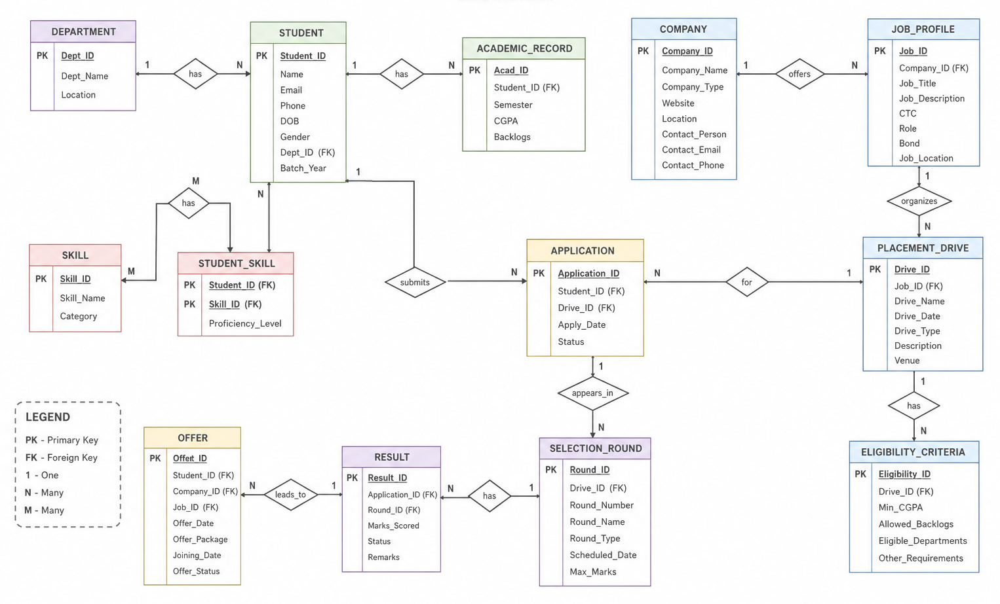 DEPARTMENT
PK Dept_ID
Dept_Name
Location
1
has
N
STUDENT
PK Student_ID
Name
Email
Phone
DOB
Gender
Dept_ID (FK)
Batch_Year
1
has
N
ACADEMIC_RECORD
PK Acad_ID
Student_ID (FK)
Semester
CGPA
Backlogs
COMPANY
PK Company_ID
Company_Name
Company_Type
Website
Location
Contact_Person
Contact_Email
Contact_Phone
1
offers
N
JOB_PROFILE
PK Job_ID
Company_ID (FK)
Job_Title
Job_Description
CTC
Role
Bond
Job_Location
1
organizes
N
M
has
N
1
SKILL
PK Skill_ID
Skill_Name
Category
M
STUDENT_SKILL
PK Student_ID (FK)
PK Skill_ID (FK)
Proficiency_Level
submits
N
APPLICATION
PK Application_ID
Student_ID (FK)
Drive_ID (FK)
Apply_Date
Status
N
for
1
PLACEMENT_DRIVE
PK Drive_ID
Job_ID (FK)
Drive_Name
Drive_Date
Drive_Type
Description
Venue
1
appears_in
N
1
has
N
LEGEND
PK - Primary Key
FK - Foreign Key
1 - One
N - Many
M - Many
OFFER
PK
Student_ID (FK)
Company_ID (FK)
Job_ID (FK)
Offer_Date
Offer_Package
Joining_Date
Offer_Status
N
leads_to
1
RESULT
PK Result_ID
Application_ID (FK)
Round_ID (FK)
Marks_Scored
Status
Remarks
N
has
1
SELECTION_ROUND
PK Round_ID
Drive_ID (FK)
Round_Number
Round_Name
Round_Type
Scheduled_Date
Max_Marks
ELIGIBILITY_CRITERIA
PK Eligibility_ID
Drive_ID (FK)
Min_CGPA
Allowed_Backlogs
Eligible_Departments
Other_Requirements